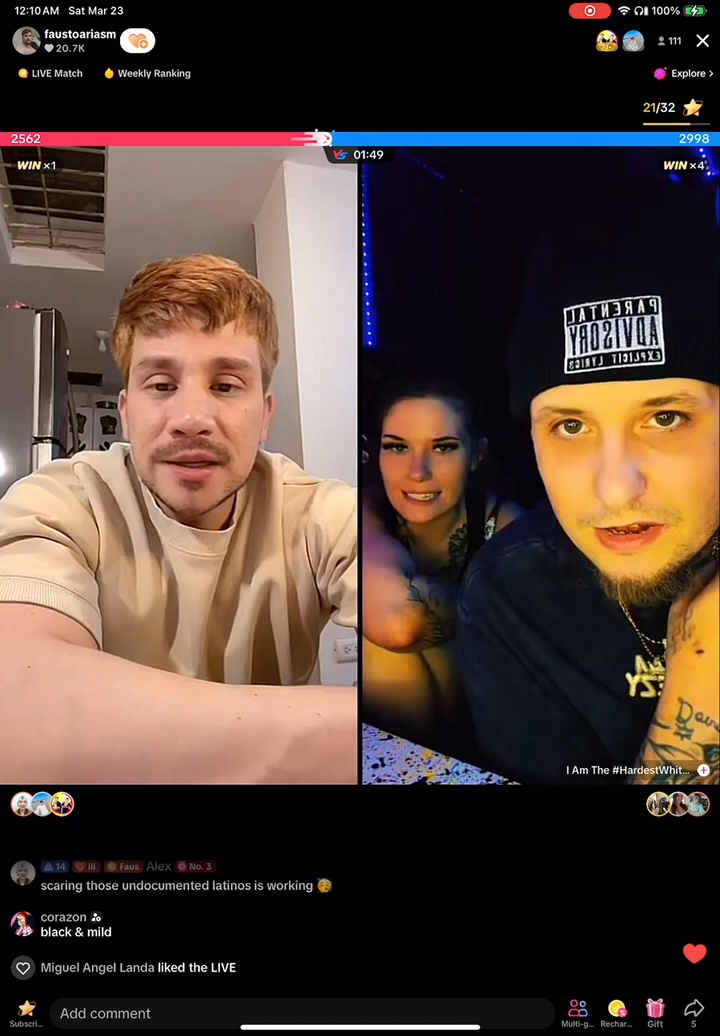 12:10 AM Sat Mar 23
100%
faustoariasm
20.7K
111
LIVE Match
Weekly Ranking
Explore >
21/32
2562
2998
WIN ×1
VS 01:49
WIN ×4
PARENTAL
ADVISORY
EXPLICIT LYRICS
I Am The #HardestWhit...
14 III Faus Alex No. 3
scaring those undocumented latinos is working
corazon
black & mild
Miguel Angel Landa liked the LIVE
Subscri...
Add comment
Multi-g...
Rechar...
Gift
5